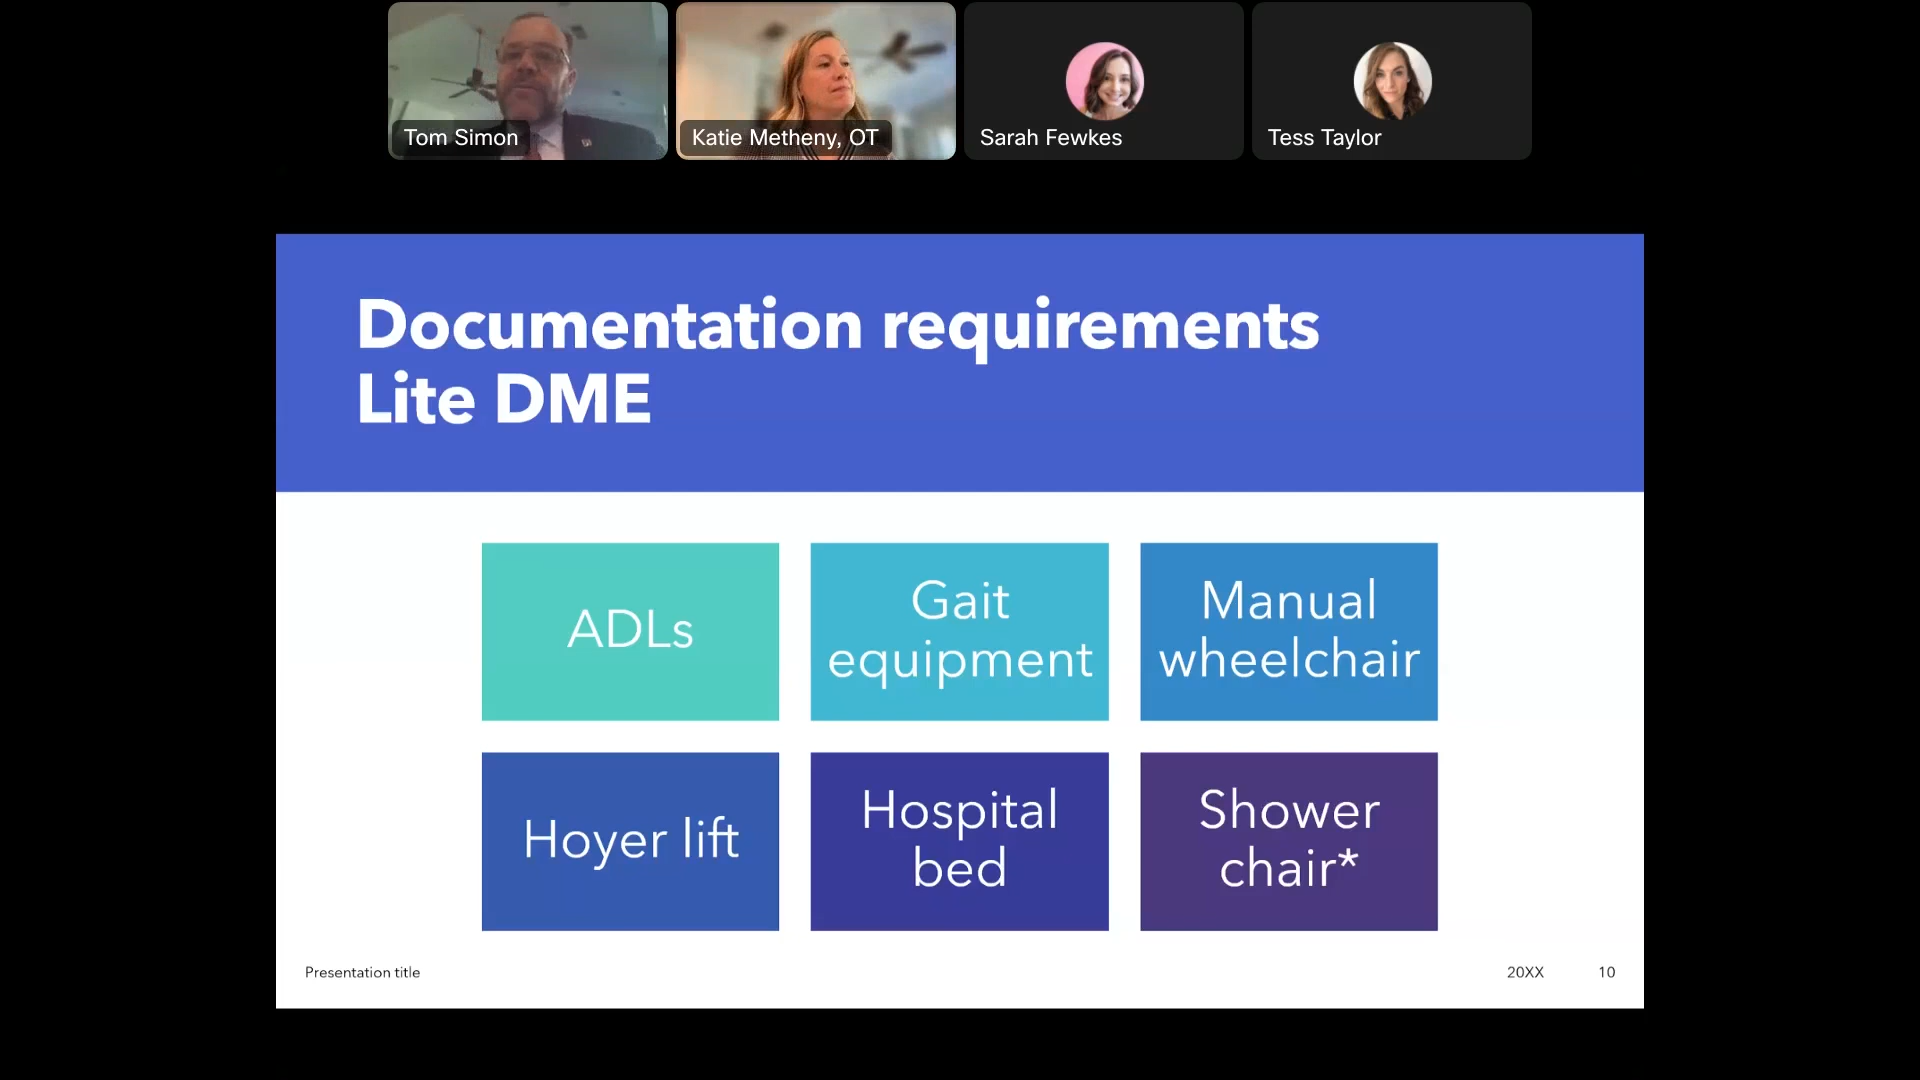 Tom Simon
Katie Metheny, OT
Sarah Fewkes
Tess Taylor
Documentation requirements
Lite DME
ADLs
Gait
equipment
Manual
wheelchair
Hoyer lift
Hospital
bed
Shower
chair*
Presentation title
20XX
10